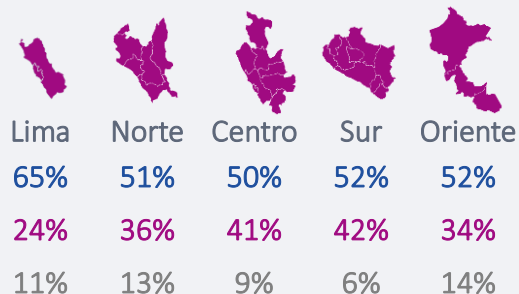 Lima Norte Centro Sur Oriente
65% 51% 50% 52% 52%
24% 36% 41% 42% 34%
11% 13% 9% 6% 14%